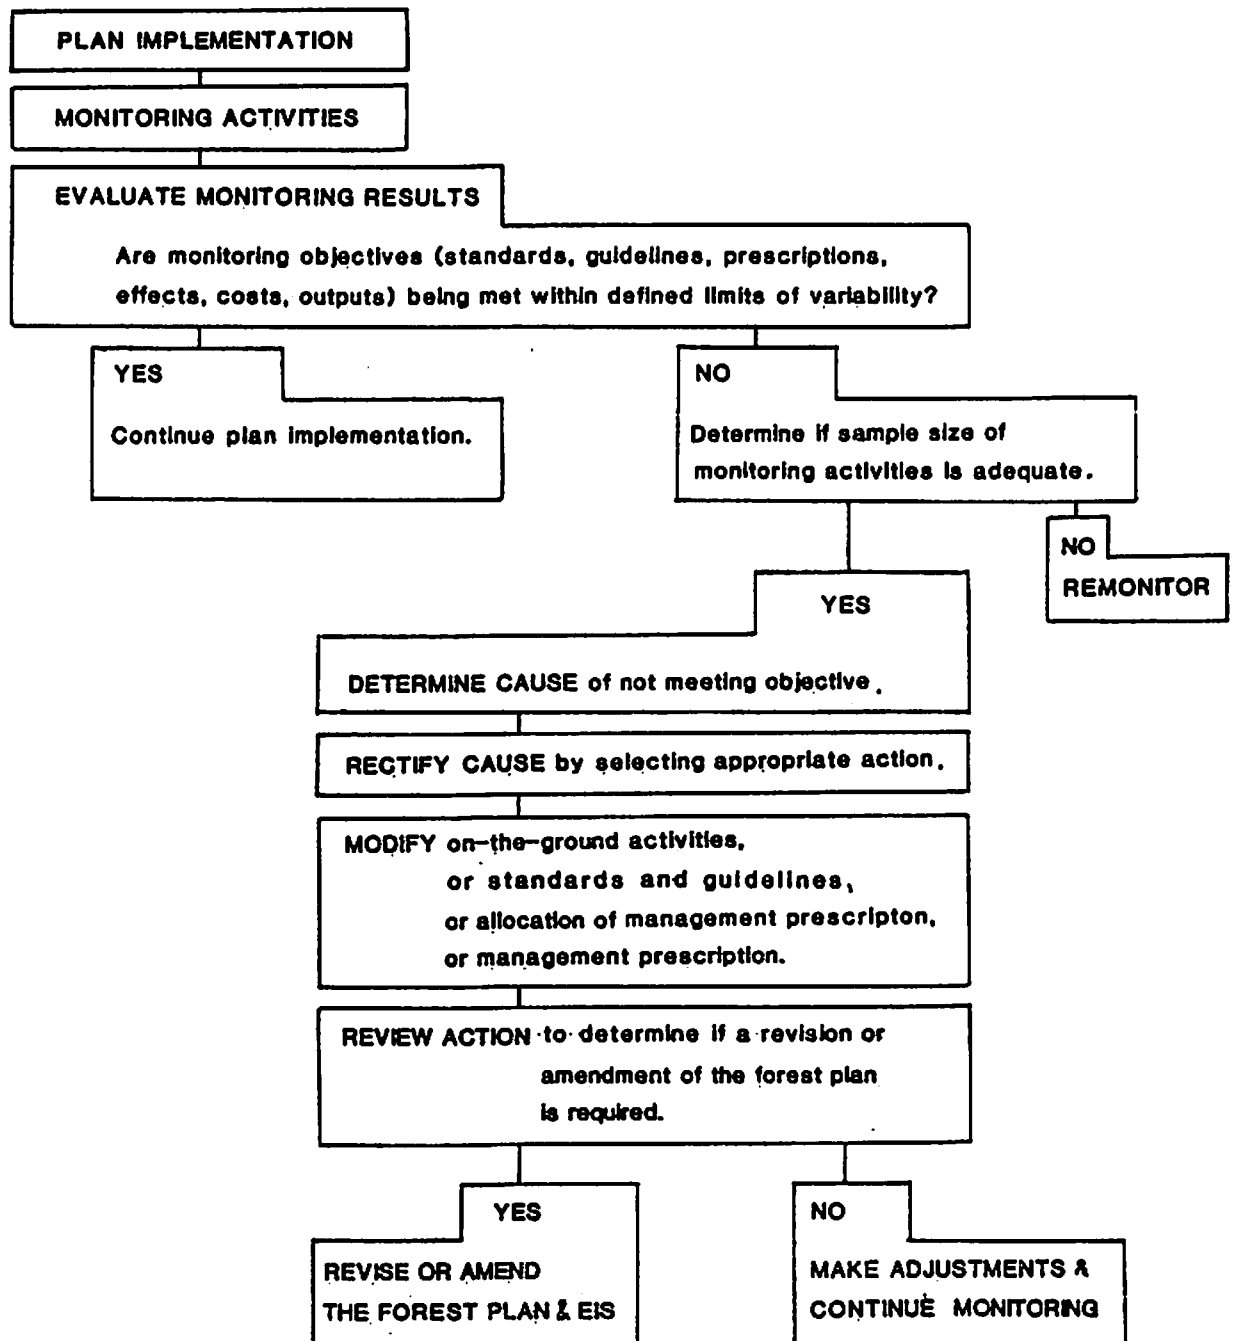 PLAN IMPLEMENTATION
MONITORING ACTIVITIES
EVALUATE MONITORING RESULTS
Are monitoring objectives (standards, guidelines, prescriptions,
effects, costs, outputs) being met within defined limits of variability?
YES
Continue plan implementation.
NO
Determine if sample size of
monitoring activities is adequate.
NO
REMONITOR
YES
DETERMINE CAUSE of not meeting objective.
RECTIFY CAUSE by selecting appropriate action.
MODIFY on-the-ground activities,
or standards and guidelines,
or allocation of management prescripton,
or management prescription.
REVIEW ACTION to determine if a revision or
amendment of the forest plan
is required.
YES
REVISE OR AMEND
THE FOREST PLAN & EIS
NO
MAKE ADJUSTMENTS &
CONTINUE MONITORING